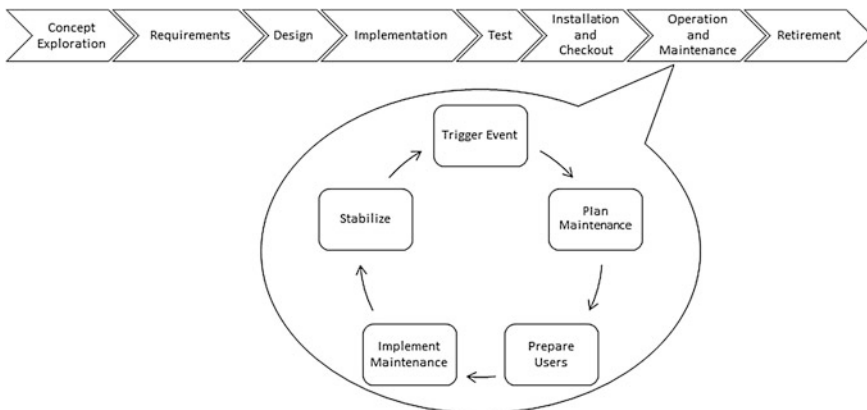 Concept
Exploration
Requirements
Design
Implementation
Test
Installation
and
Checkout
Operation
and
Maintenance
Retirement
Trigger Event
Plan
Maintenance
Prepare
Users
Implement
Maintenance
Stabilize